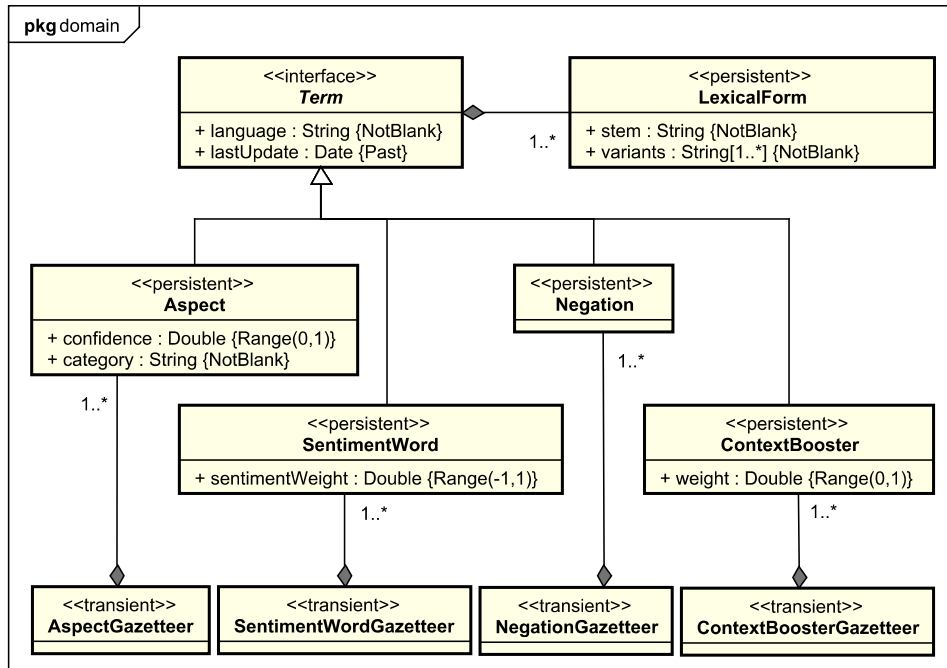 pkg domain
<<interface>>
Term
+ language : String {NotBlank}
+ lastUpdate : Date {Past}
<<persistent>>
LexicalForm
+ stem : String {NotBlank}
+ variants : String[1..*] {NotBlank}
1..*
<<persistent>>
Aspect
+ confidence : Double {Range(0,1)}
+ category : String {NotBlank}
<<persistent>>
Negation
1..*
1..*
<<persistent>>
SentimentWord
+ sentimentWeight : Double {Range(-1,1)}
<<persistent>>
ContextBooster
+ weight : Double {Range(0,1)}
1..*
1..*
<<transient>>
AspectGazetteer
<<transient>>
SentimentWordGazetteer
<<transient>>
NegationGazetteer
<<transient>>
ContextBoosterGazetteer